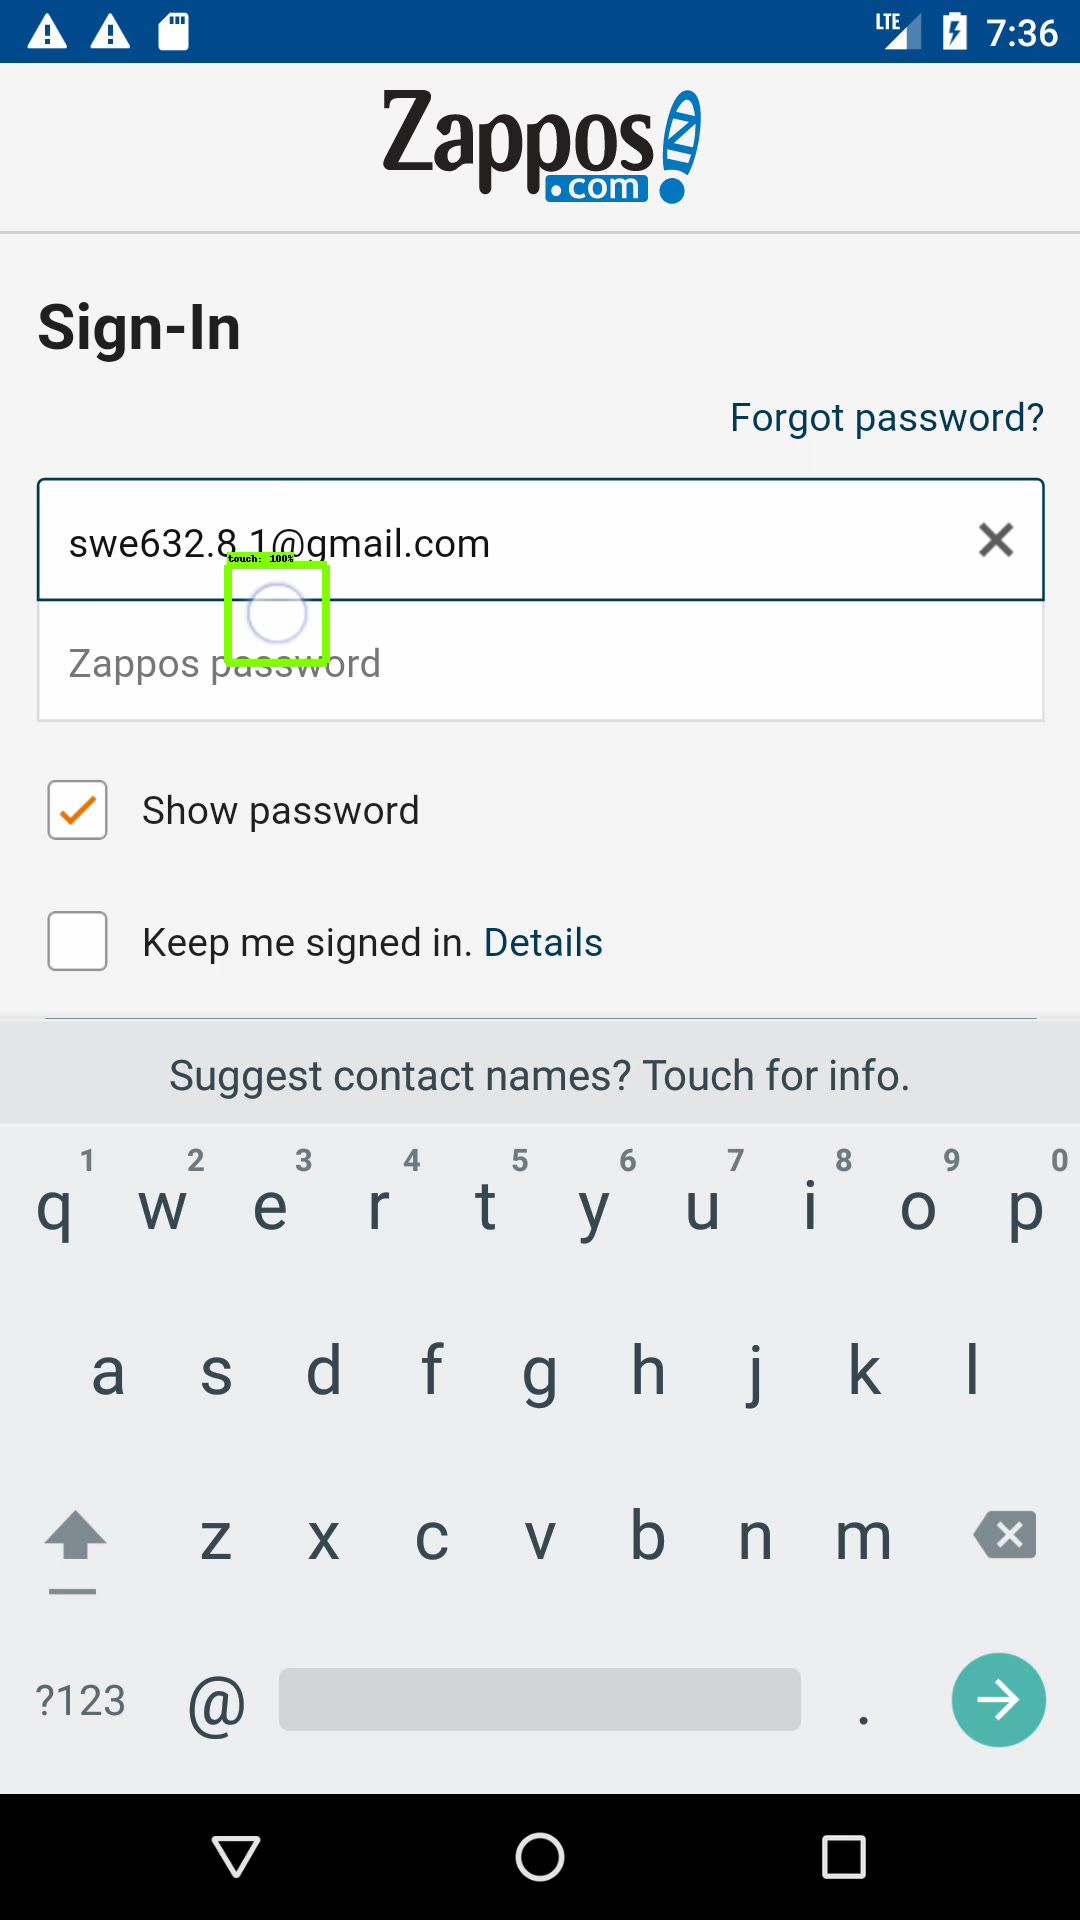 LTE 7:36
Zappos
.com
Sign-In
Forgot password?
swe632.8.1@gmail.com
touch: 100%
Zappos password
Show password
Keep me signed in. Details
Suggest contact names? Touch for info.
1 2 3 4 5 6 7 8 9 0
q w e r t y u i o p
a s d f g h j k l
z x c v b n m
?123 @ .